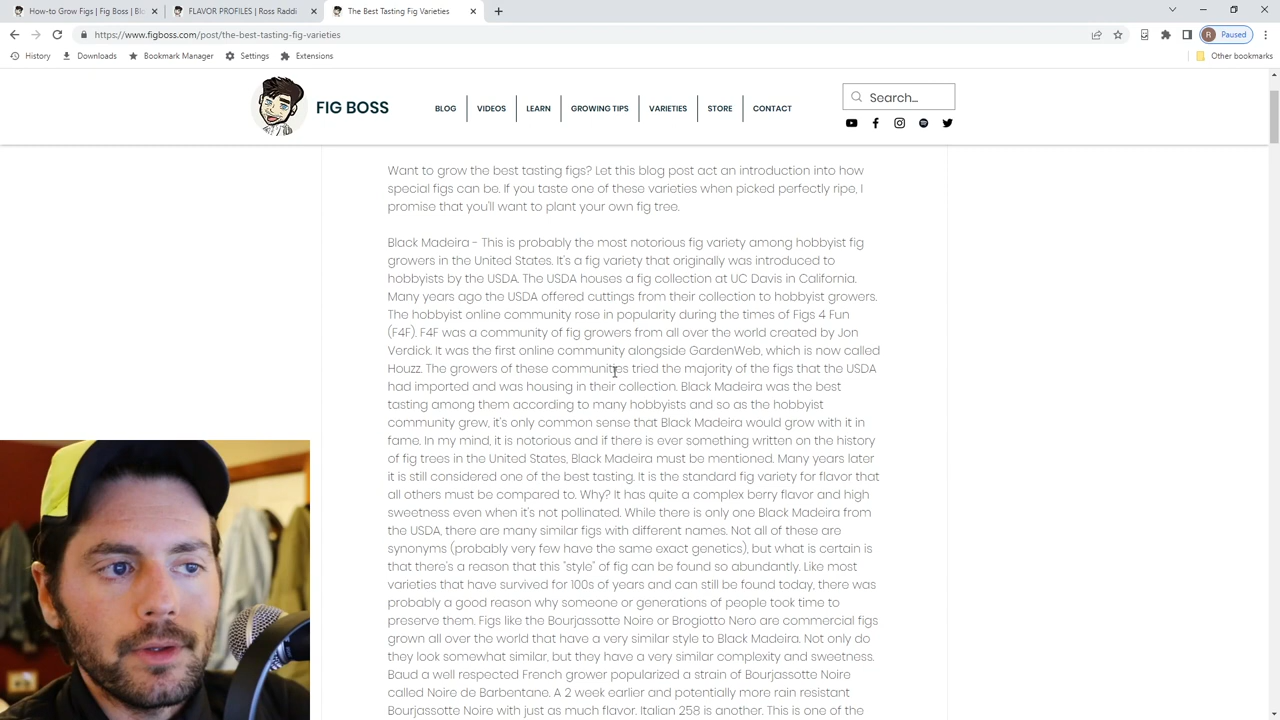 How-to Grow Figs | Fig Boss | Blo
FLAVOR PROFILES | Ross Raddi
The Best Tasting Fig Varieties
https://www.figboss.com/post/the-best-tasting-fig-varieties
R Paused
History Downloads Bookmark Manager Settings Extensions Other bookmarks
FIG BOSS
BLOG VIDEOS LEARN GROWING TIPS VARIETIES STORE CONTACT
Search...
Want to grow the best tasting figs? Let this blog post act an introduction into how
special figs can be. If you taste one of these varieties when picked perfectly ripe, I
promise that you'll want to plant your own fig tree.
Black Madeira - This is probably the most notorious fig variety among hobbyist fig
growers in the United States. It's a fig variety that originally was introduced to
hobbyists by the USDA. The USDA houses a fig collection at UC Davis in California.
Many years ago the USDA offered cuttings from their collection to hobbyist growers.
The hobbyist online community rose in popularity during the times of Figs 4 Fun
(F4F). F4F was a community of fig growers from all over the world created by Jon
Verdick. It was the first online community alongside GardenWeb, which is now called
Houzz. The growers of these communites tried the majority of the figs that the USDA
had imported and was housing in their collection. Black Madeira was the best
tasting among them according to many hobbyists and so as the hobbyist
community grew, it's only common sense that Black Madeira would grow with it in
fame. In my mind, it is notorious and if there is ever something written on the history
of fig trees in the United States, Black Madeira must be mentioned. Many years later
it is still considered one of the best tasting. It is the standard fig variety for flavor that
all others must be compared to. Why? It has quite a complex berry flavor and high
sweetness even when it's not pollinated. While there is only one Black Madeira from
the USDA, there are many similar figs with different names. Not all of these are
synonyms (probably very few have the same exact genetics), but what is certain is
that there's a reason that this "style" of fig can be found so abundantly. Like most
varieties that have survived for 100s of years and can still be found today, there was
probably a good reason why someone or generations of people took time to
preserve them. Figs like the Bourjassotte Noire or Brogiotto Nero are commercial figs
grown all over the world that have a very similar style to Black Madeira. Not only do
they look somewhat similar, but they have a very similar complexity and sweetness.
Baud a well respected French grower popularized a strain of Bourjassotte Noire
called Noire de Barbentane. A 2 week earlier and potentially more rain resistant
Bourjassotte Noire with just as much flavor. Italian 258 is another. This is one of the